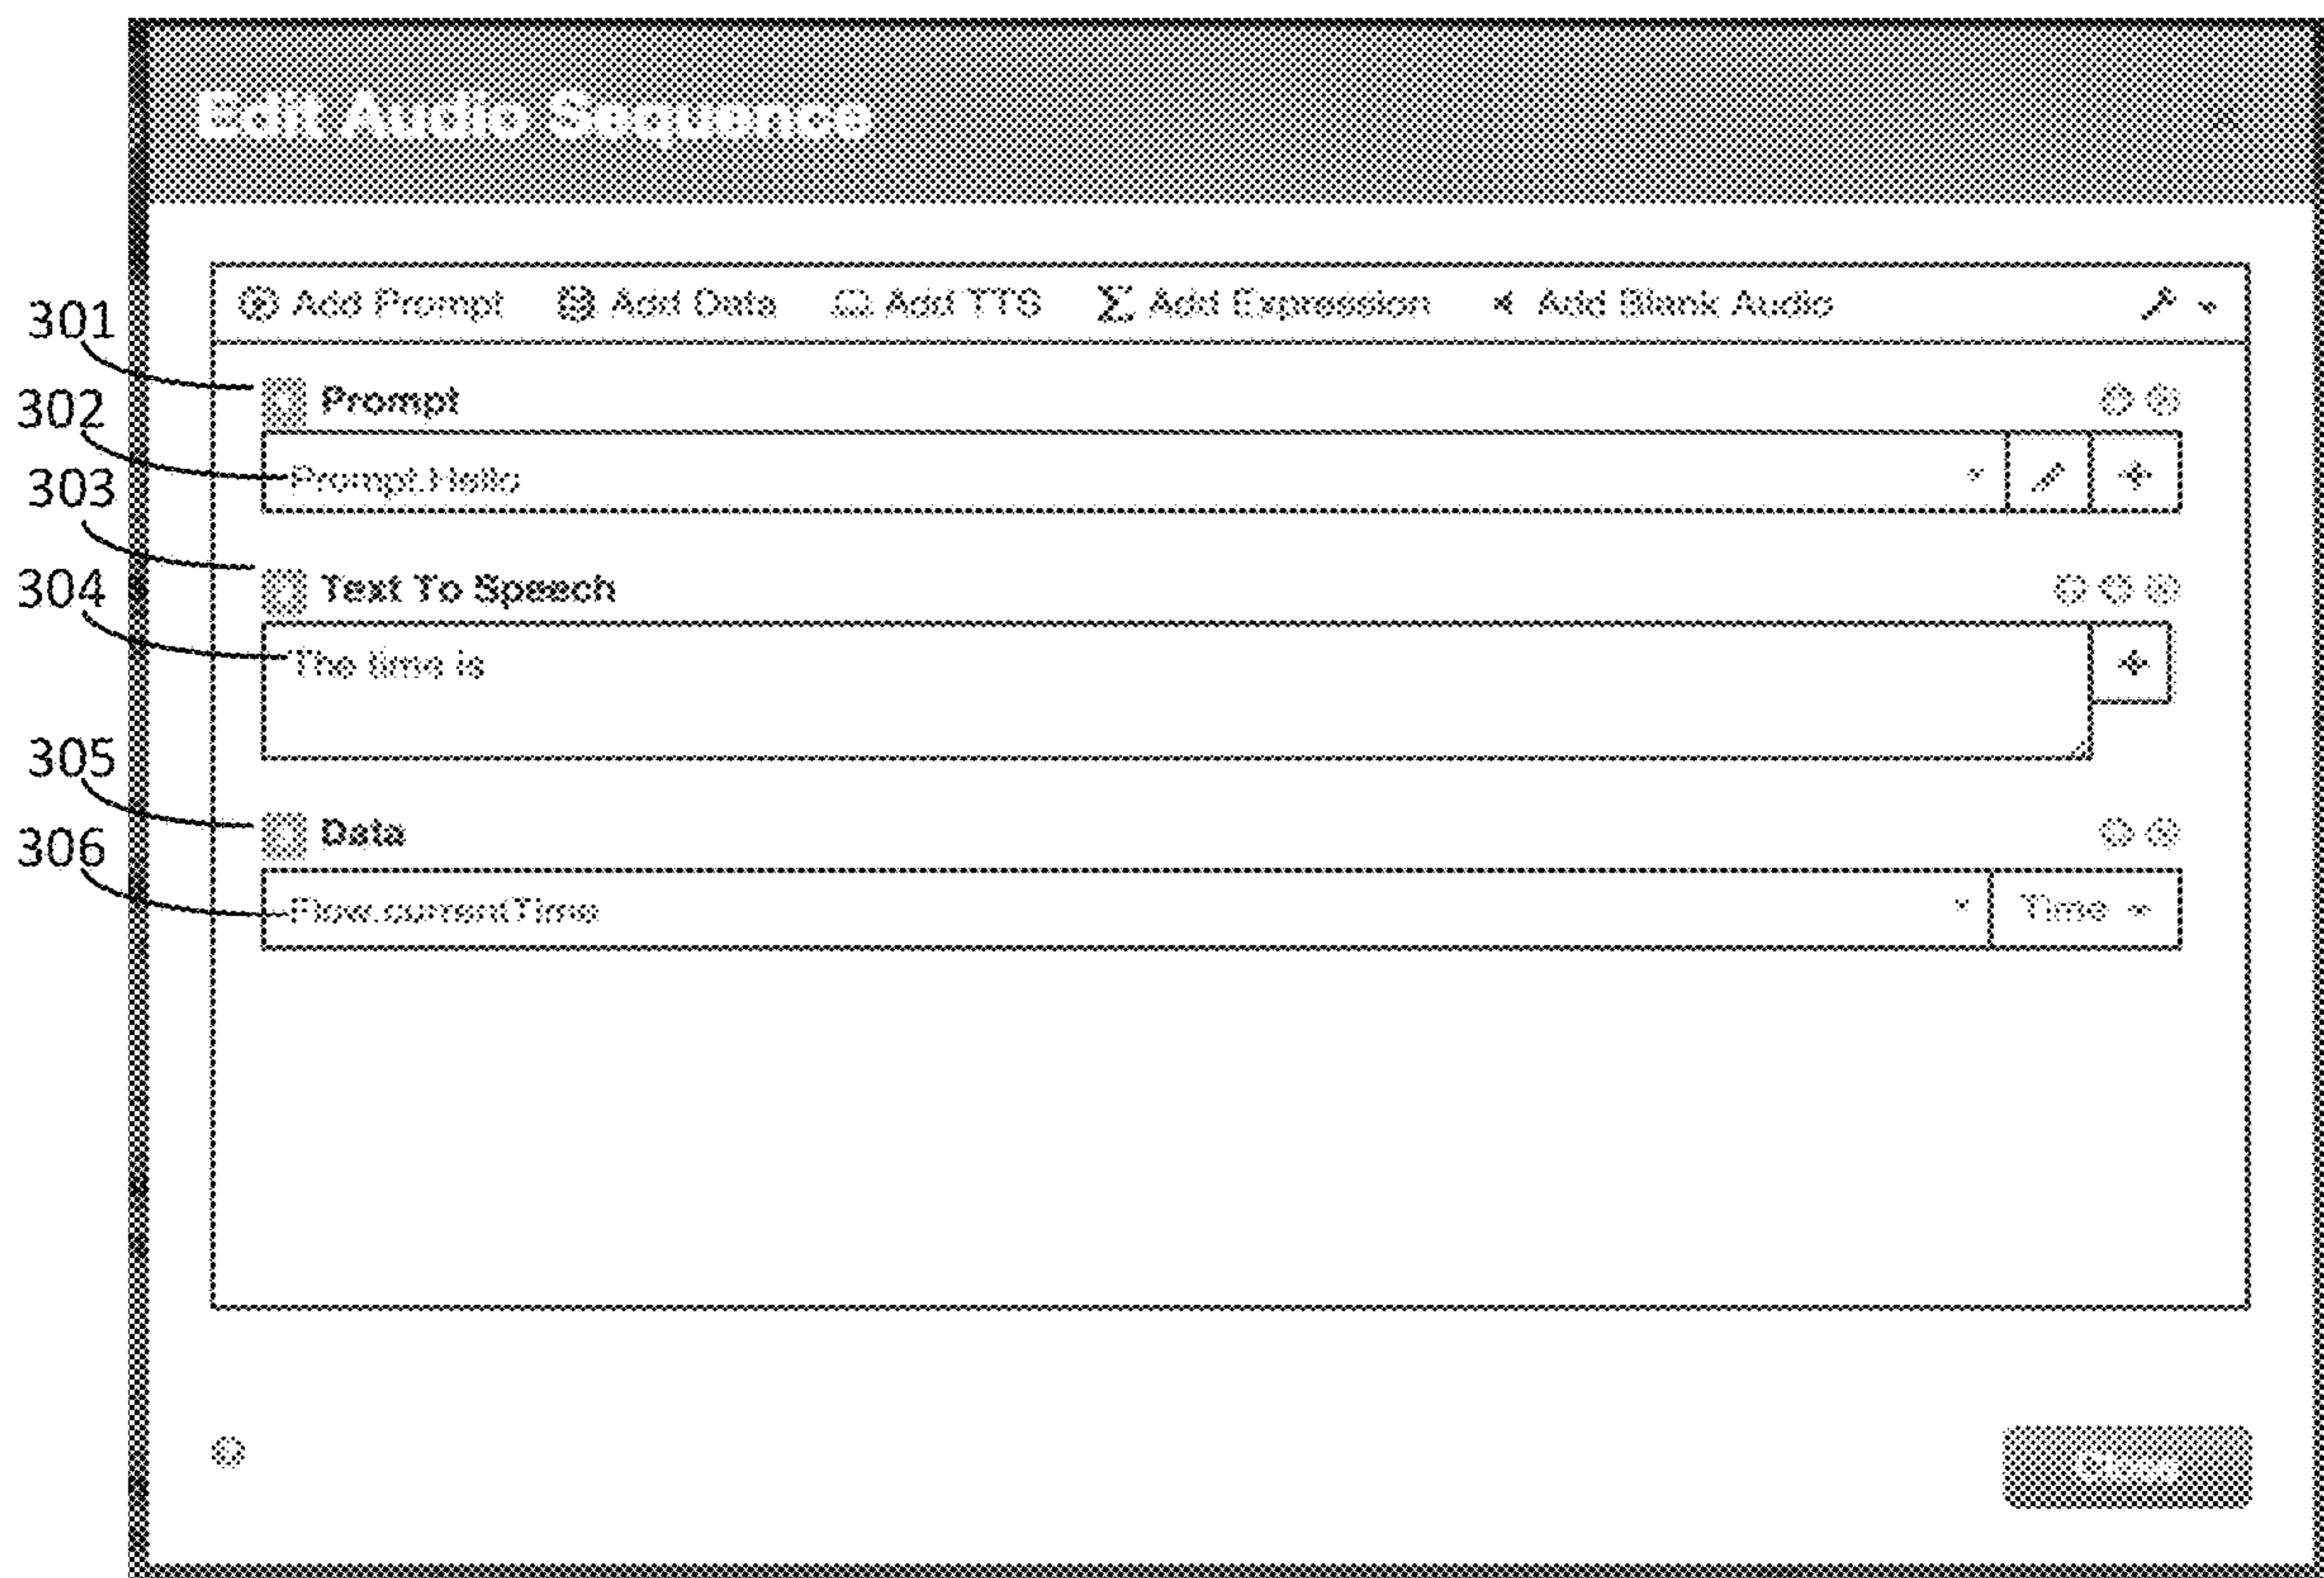 Edit Audio Sequence
Add Prompt Add Data Add TTS Add Expression Add Blank Audio
301
Prompt
302
Prompt.Hello
303
Text To Speech
304
The time is
305
Data
306
Flow.currentTime Time
Close